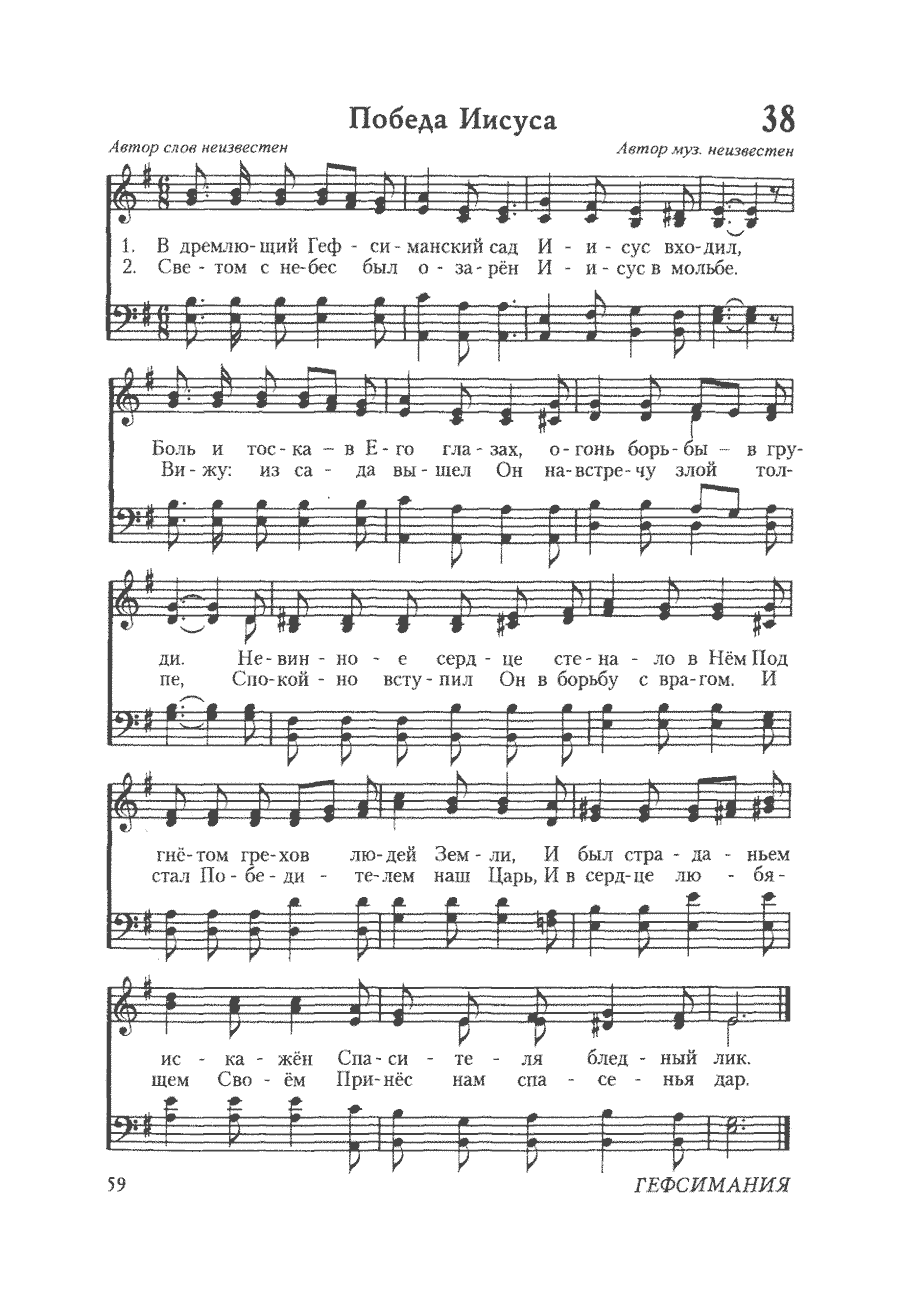 Победа Иисуса 38
Автор слов неизвестен Автор муз. неизвестен
1. В дремлю-щий Геф - си-манский сад И - и - сус вхо-дил,
2. Све - том с не-бес был о - за-рён И - и-сус в мольбе.
Боль и тос-ка – в Е-го гла-зах, о-гонь борь-бы – в гру-
Ви-жу: из са - да вы-шел Он на-встре-чу злой тол-
ди. Не-вин-но - е серд-це сте-на - ло в Нём Под
пе, Спо-кой-но всту-пил Он в борьбу с вра-гом. И
гнё-том гре-хов лю-дей Зем-ли, И был стра-да - ньем
стал По-бе-ди - те-лем наш Царь, И в серд-це лю - бя-
ис - ка-жён Спа-си - те - ля блед-ный лик.
щем Сво - ём При-нёс нам спа - се - нья дар.
59 ГЕФСИМАНИЯ